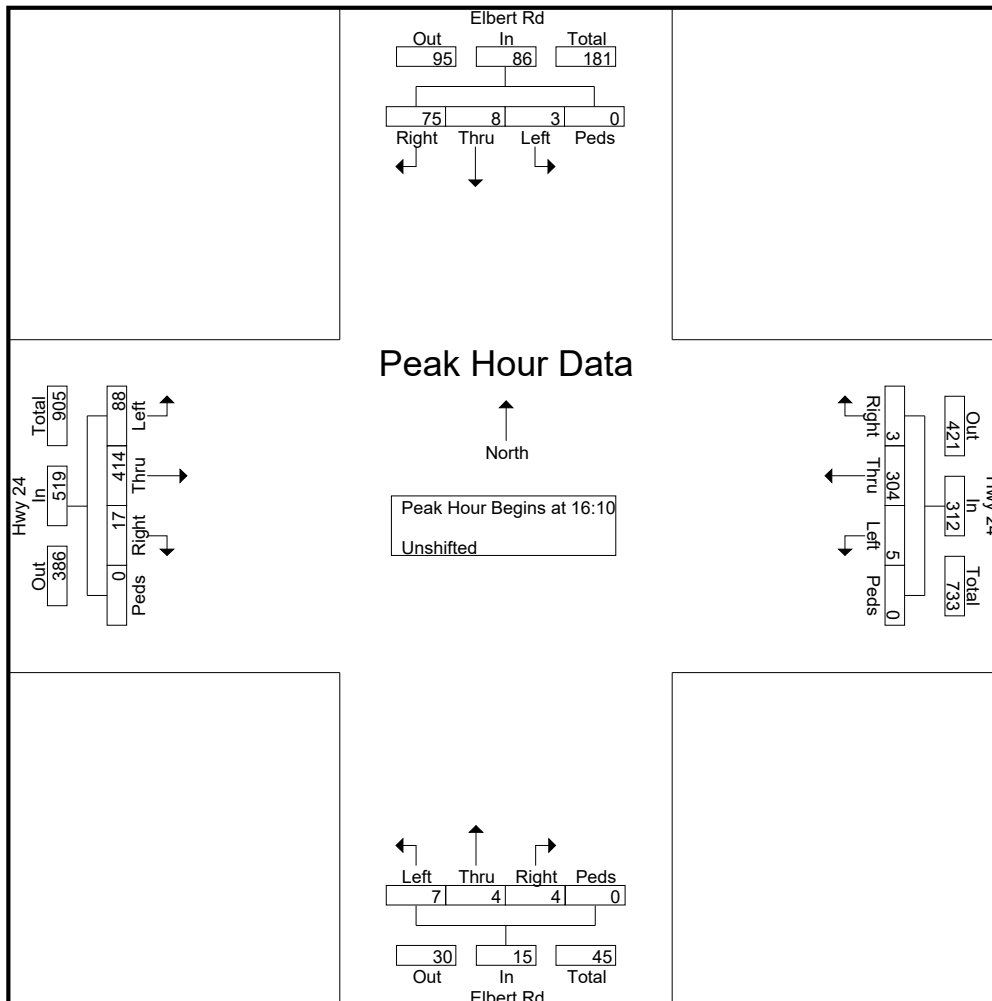 Elbert Rd
Out In Total
95 86 181
75 8 3 0
Right Thru Left Peds
Peak Hour Data
North
Peak Hour Begins at 16:10
Unshifted
Hwy 24
Total In Out
905 519 386
88 414 17 0
Left Thru Right Peds
Right Thru Left Peds
3 304 5 0
Out In Total
421 312 733
Hwy 24
Left Thru Right Peds
7 4 4 0
30 15 45
Out In Total
Elbert Rd